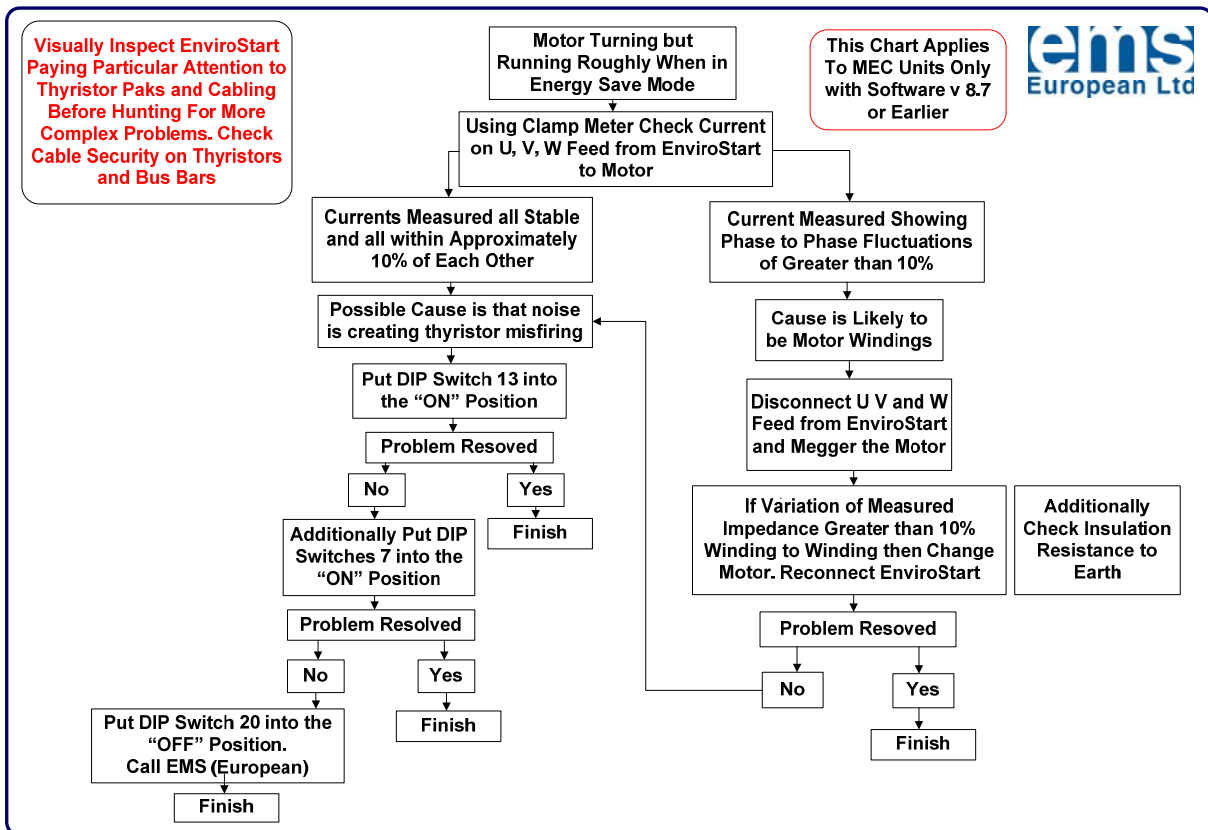 Visually Inspect EnviroStart
Paying Particular Attention to
Thyristor Paks and Cabling
Before Hunting For More
Complex Problems. Check
Cable Security on Thyristors
and Bus Bars
Motor Turning but
Running Roughly When in
Energy Save Mode
This Chart Applies
To MEC Units Only
with Software v 8.7
or Earlier
ems
European Ltd
Using Clamp Meter Check Current
on U, V, W Feed from EnviroStart
to Motor
Currents Measured all Stable
and all within Approximately
10% of Each Other
Possible Cause is that noise
is creating thyristor misfiring
Put DIP Switch 13 into
the “ON” Position
Problem Resoved
No
Yes
Finish
Additionally Put DIP
Switches 7 into the
“ON” Position
Problem Resolved
No
Yes
Finish
Put DIP Switch 20 into the
“OFF” Position.
Call EMS (European)
Finish
Current Measured Showing
Phase to Phase Fluctuations
of Greater than 10%
Cause is Likely to
be Motor Windings
Disconnect U V and W
Feed from EnviroStart
and Megger the Motor
If Variation of Measured
Impedance Greater than 10%
Winding to Winding then Change
Motor. Reconnect EnviroStart
Additionally
Check Insulation
Resistance to
Earth
Problem Resoved
No
Yes
Finish